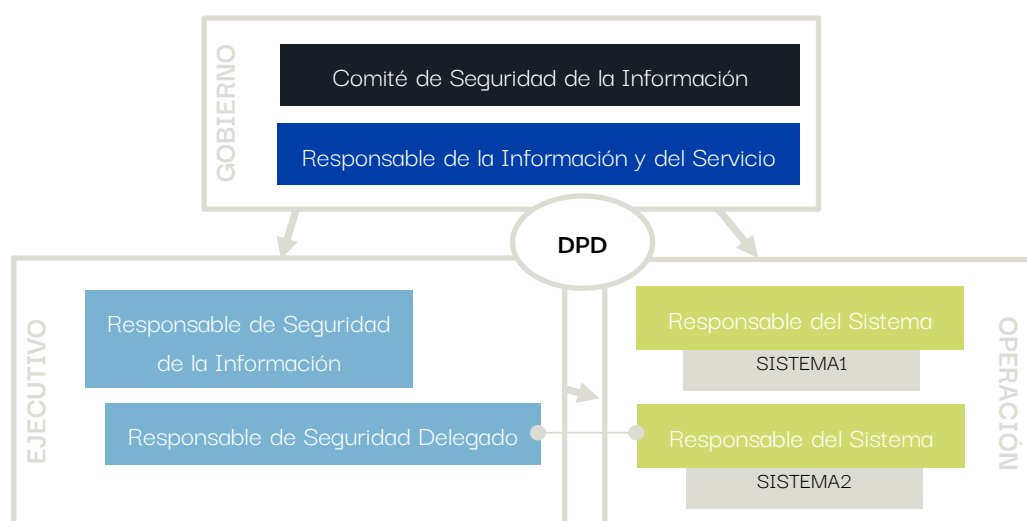 GOBIERNO
Comité de Seguridad de la Información
Responsable de la Información y del Servicio
DPD
EJECUTIVO
Responsable de Seguridad
de la Información
Responsable de Seguridad Delegado
OPERACIÓN
Responsable del Sistema
SISTEMA1
Responsable del Sistema
SISTEMA2